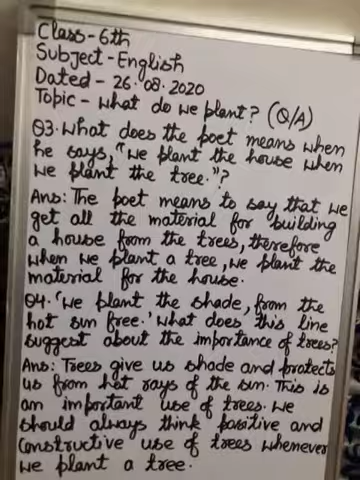 Class-6th
Subject-English
Dated-26.08.2020
Topic-what do we plant? (Q/A)
Q3. What does the poet means when
he says, "we plant the house when
we plant the tree."?
Ans: The poet means to say that we
get all the material for building
a house from the trees, therefore
when we plant a tree, we plant the
material for the house.
Q4. 'we plant the shade, from the
hot sun free.' What does this line
suggest about the importance of trees?
Ans: Trees give us shade and protects
us from hot rays of the sun. This is
an important use of trees. we
should always think positive and
constructive use of trees whenever
we plant a tree.